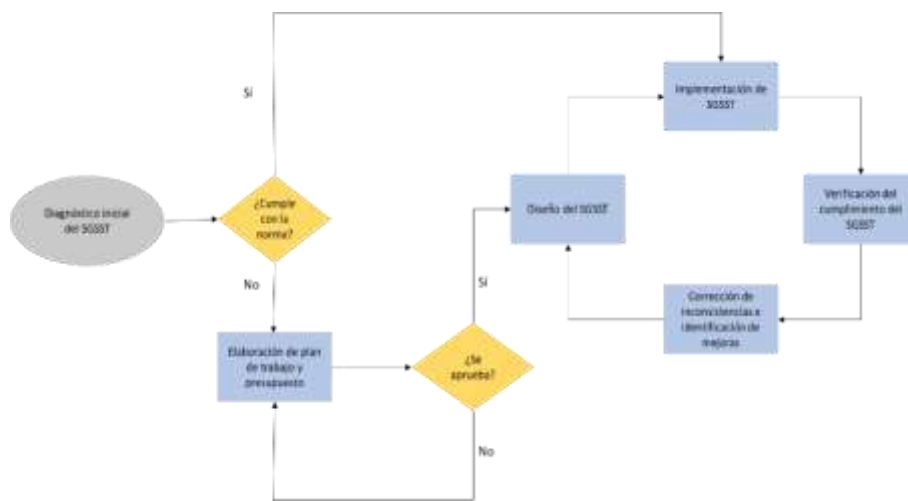 Sí
Implementación de
SGSST
Diagnóstico inicial
del SGSST
¿Cumple
con la
norma?
Diseño del SGSST
Verificación del
cumplimiento del
SGSST
No
Sí
Corrección de
inconsistencias e
identificación de
mejoras
Elaboración de plan
de trabajo y
presupuesto
¿Se
aprueba?
No